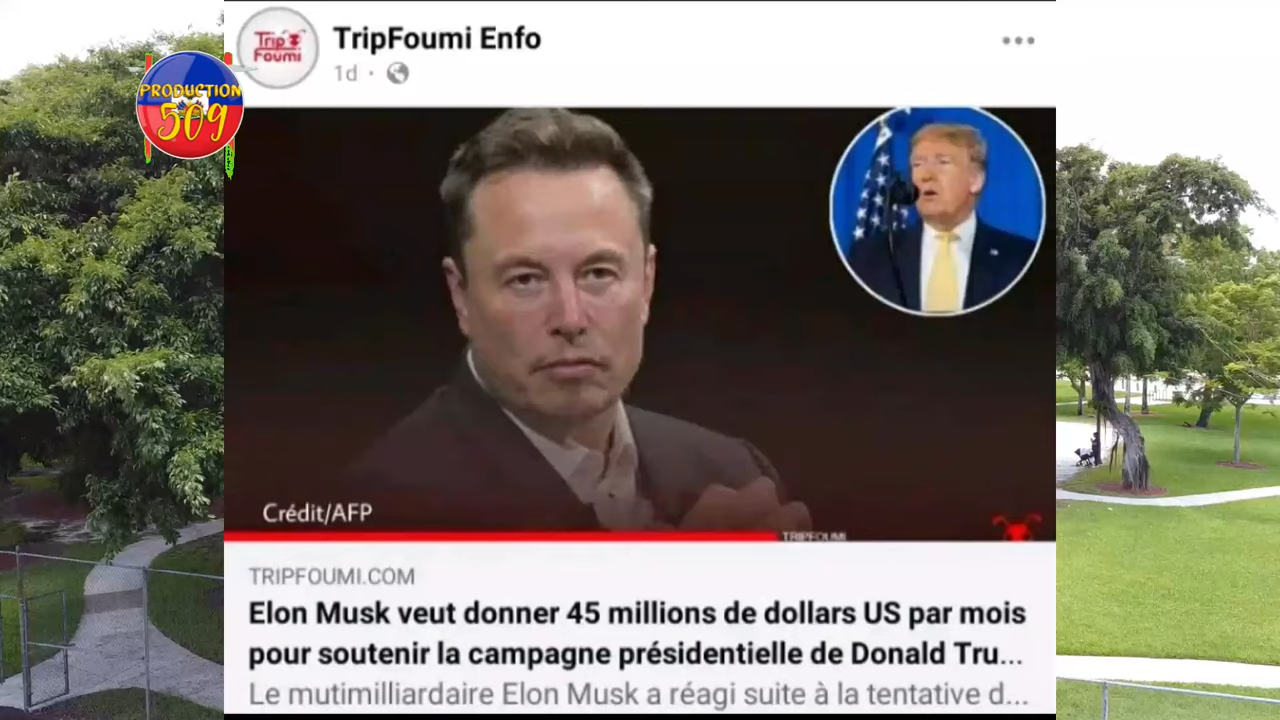 TripFoumi Enfo
1d ·
Trip
Foumi
PRODUCTION
509
Crédit/AFP
TRIPFOUMI
TRIPFOUMI.COM
Elon Musk veut donner 45 millions de dollars US par mois
pour soutenir la campagne présidentielle de Donald Tru...
Le mutimilliardaire Elon Musk a réagi suite à la tentative d...